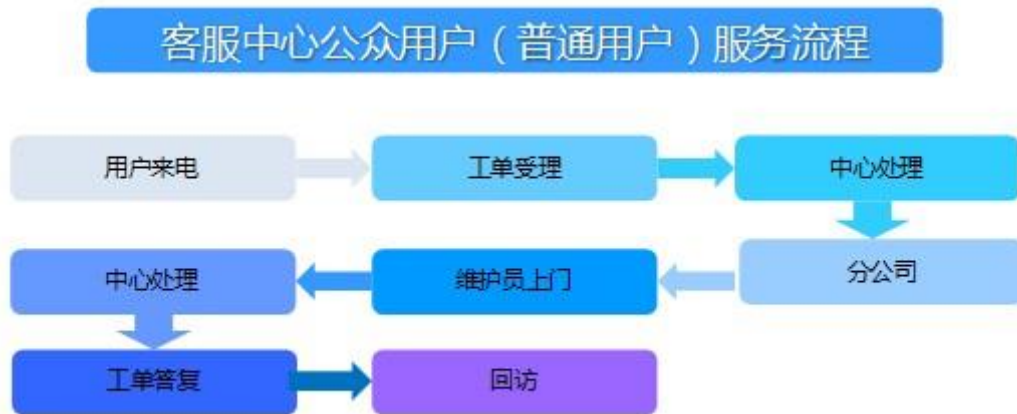 客服中心公众用户（普通用户）服务流程
用户来电
工单受理
中心处理
分公司
维护员上门
中心处理
工单答复
回访